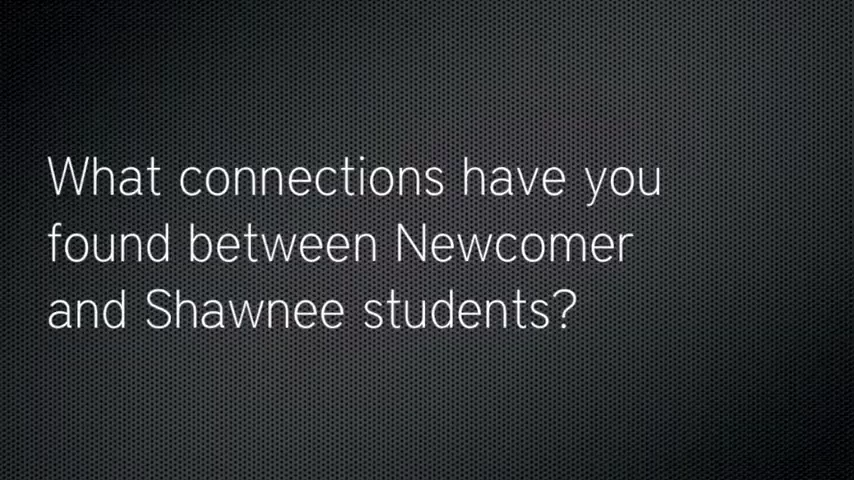 What connections have you
found between Newcomer
and Shawnee students?